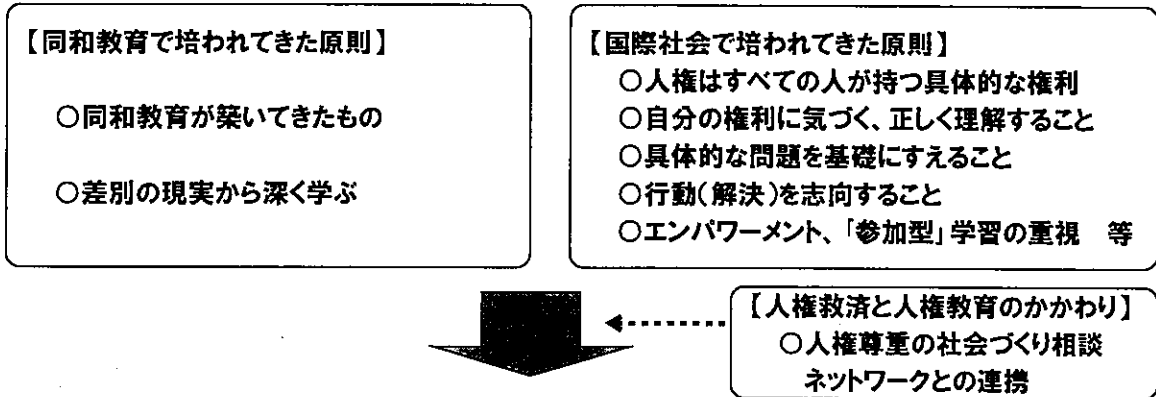 【同和教育で培われてきた原則】
○同和教育が築いてきたもの
○差別の現実から深く学ぶ
【国際社会で培われてきた原則】
○人権はすべての人が持つ具体的な権利
○自分の権利に気づく、正しく理解すること
○具体的な問題を基礎にすえること
○行動(解決)を志向すること
○エンパワーメント、「参加型」学習の重視　等
【人権救済と人権教育のかかわり】
○人権尊重の社会づくり相談
ネットワークとの連携